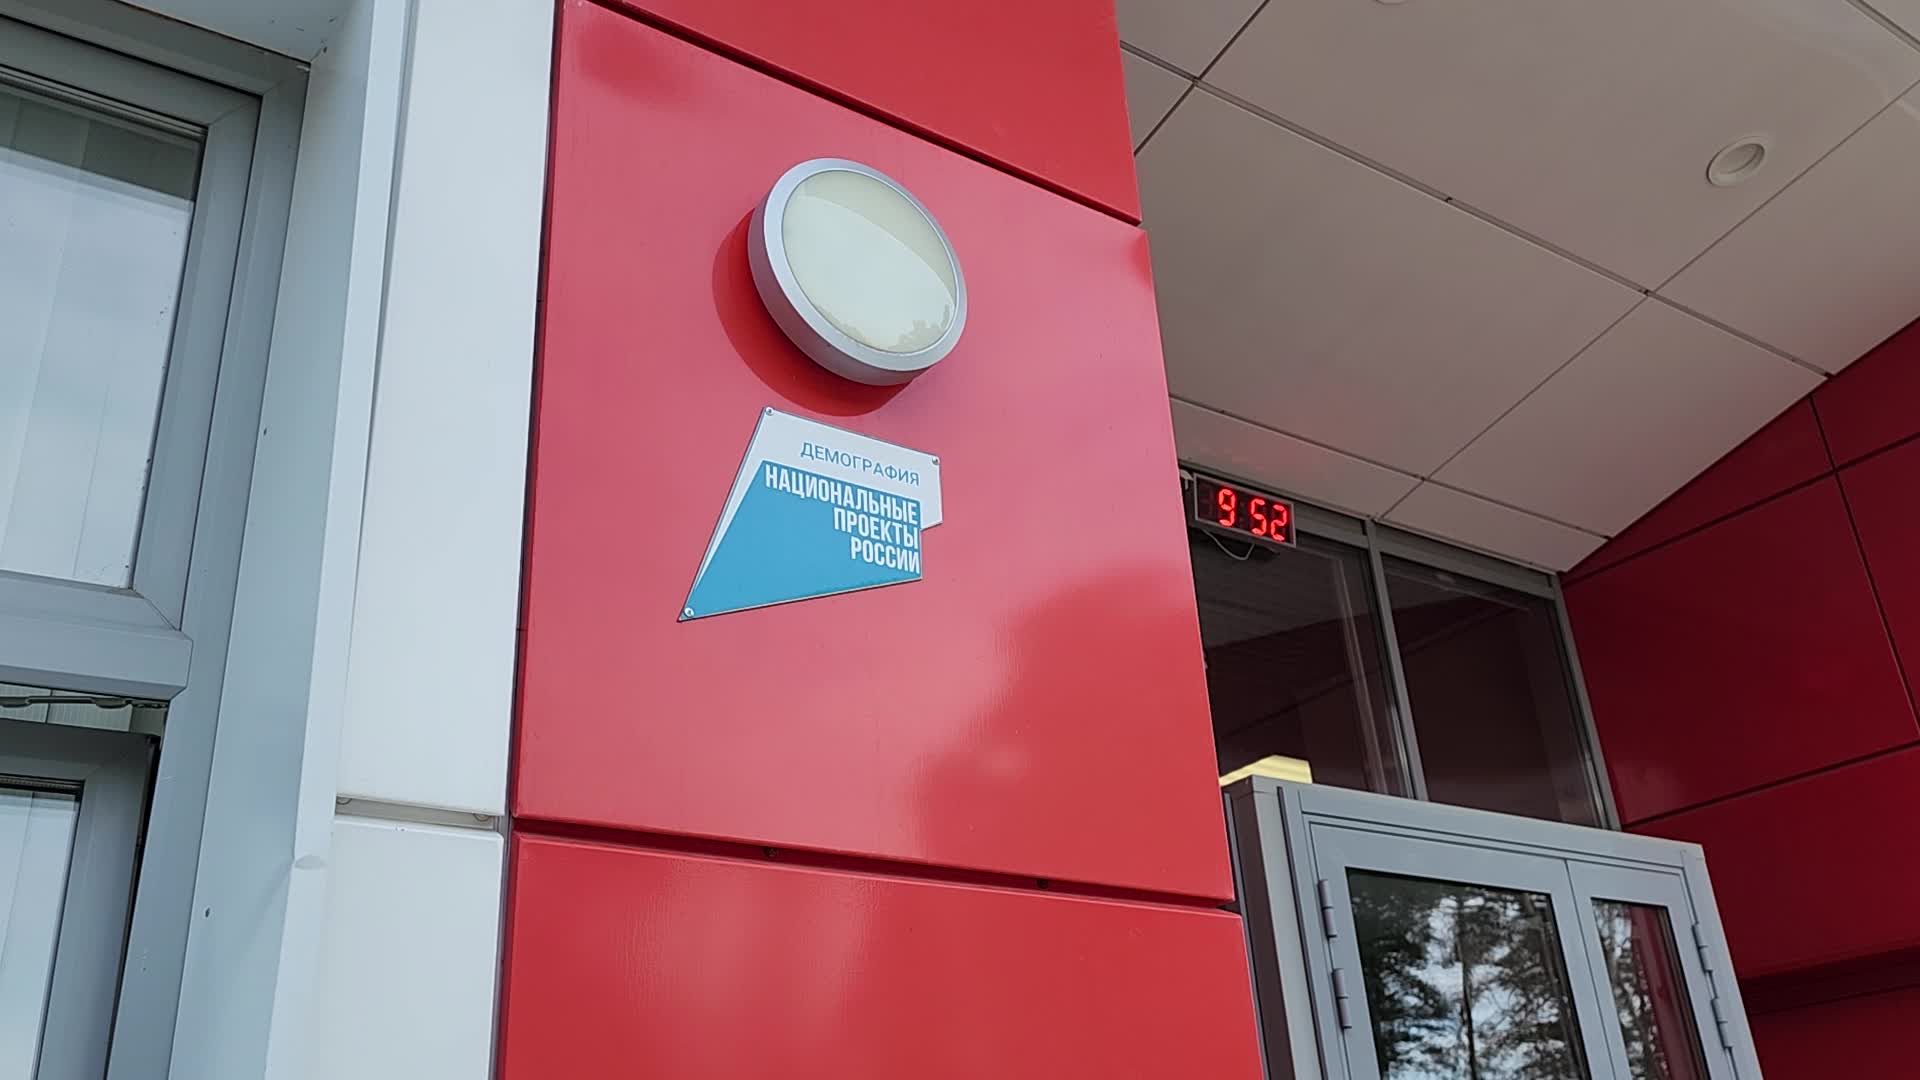 ДЕМОГРАФИЯ
НАЦИОНАЛЬНЫЕ
ПРОЕКТЫ
РОССИИ
9 52